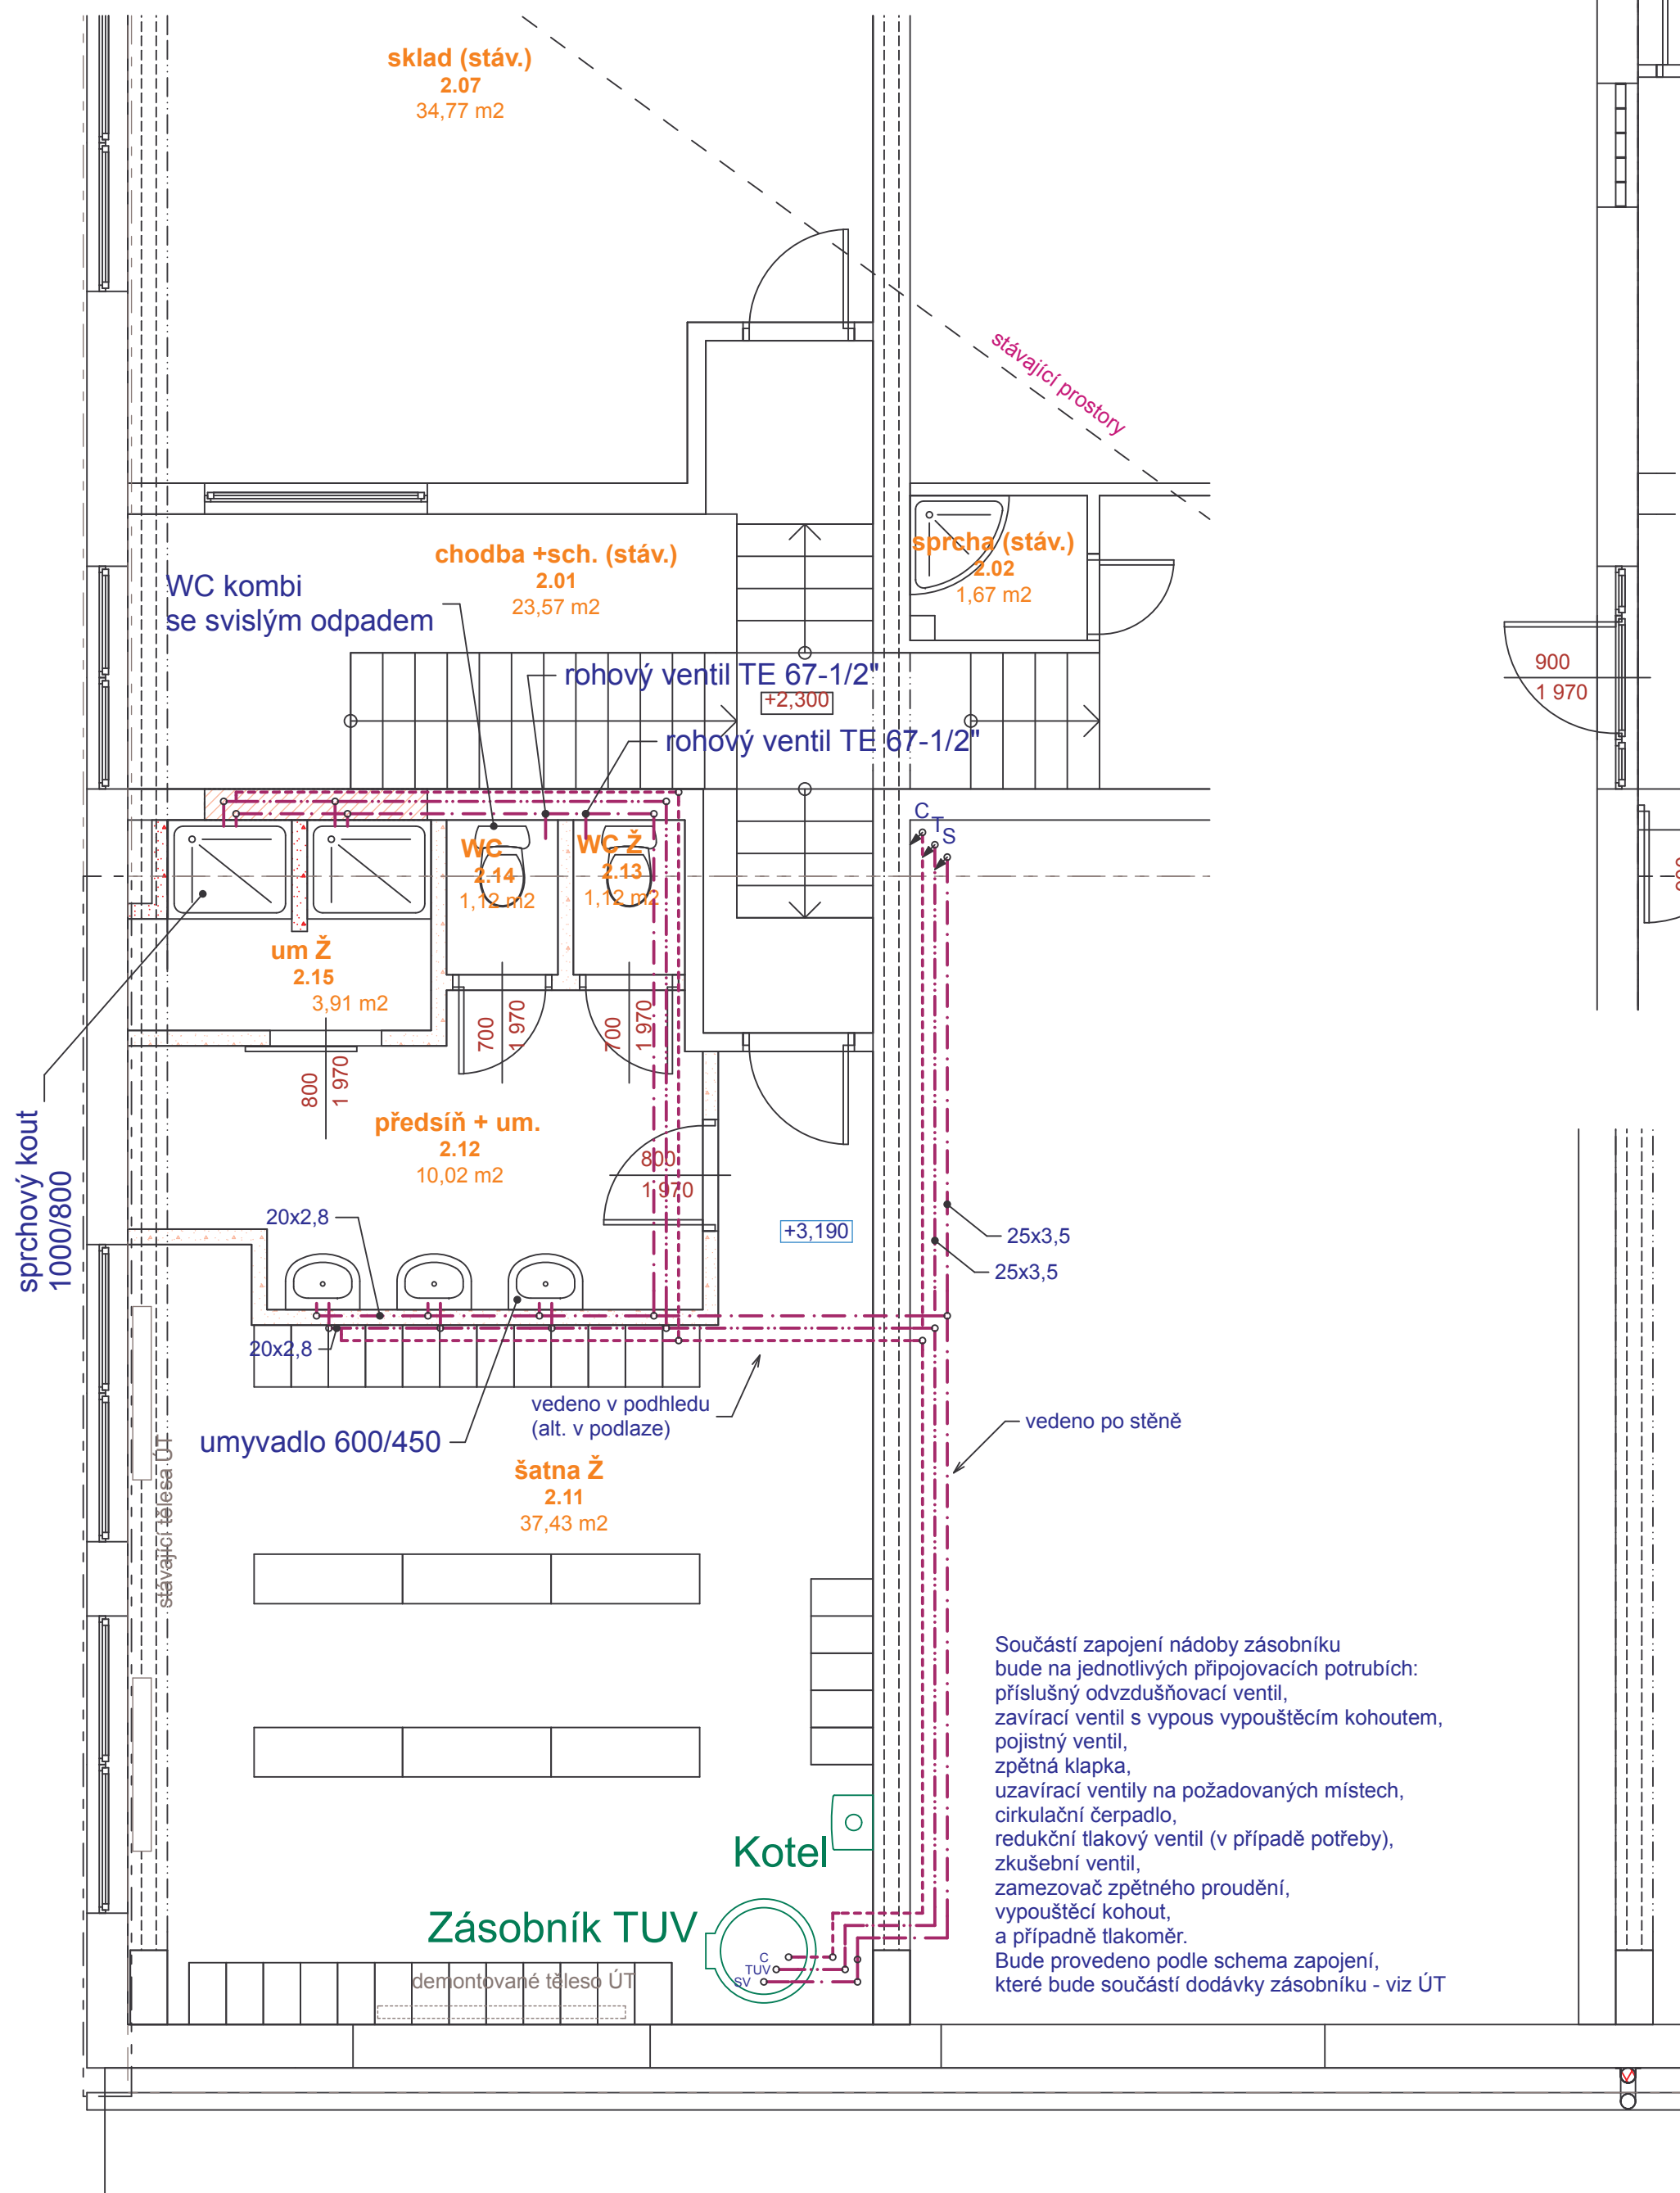 sklad (stáv.)
2.07
34,77 m2
stávající prostory
chodba +sch. (stáv.)
2.01
23,57 m2
sprcha (stáv.)
2.02
1,67 m2
WC kombi
se svislým odpadem
rohový ventil TE 67-1/2"
+2,300
rohový ventil TE 67-1/2"
900
1 970
C
T
S
WC
2.14
1,12 m2
WC Ž
2.13
1,12 m2
um Ž
2.15
3,91 m2
700
1 970
700
1 970
800
1 970
sprchový kout
1000/800
předsíň + um.
2.12
10,02 m2
800
1 970
20x2,8
+3,190
25x3,5
25x3,5
20x2,8
vedeno v podhledu
(alt. v podlaze)
vedeno po stěně
umyvadlo 600/450
šatna Ž
2.11
37,43 m2
stávající tělesa ÚT
Součástí zapojení nádoby zásobníku
bude na jednotlivých připojovacích potrubích:
příslušný odvzdušňovací ventil,
zavírací ventil s vypous vypouštěcím kohoutem,
pojistný ventil,
zpětná klapka,
uzavírací ventily na požadovaných místech,
cirkulační čerpadlo,
redukční tlakový ventil (v případě potřeby),
zkušební ventil,
zamezovač zpětného proudění,
vypouštěcí kohout,
a případně tlakoměr.
Bude provedeno podle schema zapojení,
které bude součástí dodávky zásobníku - viz ÚT
Kotel
Zásobník TUV
C
TUV
SV
demontované těleso ÚT